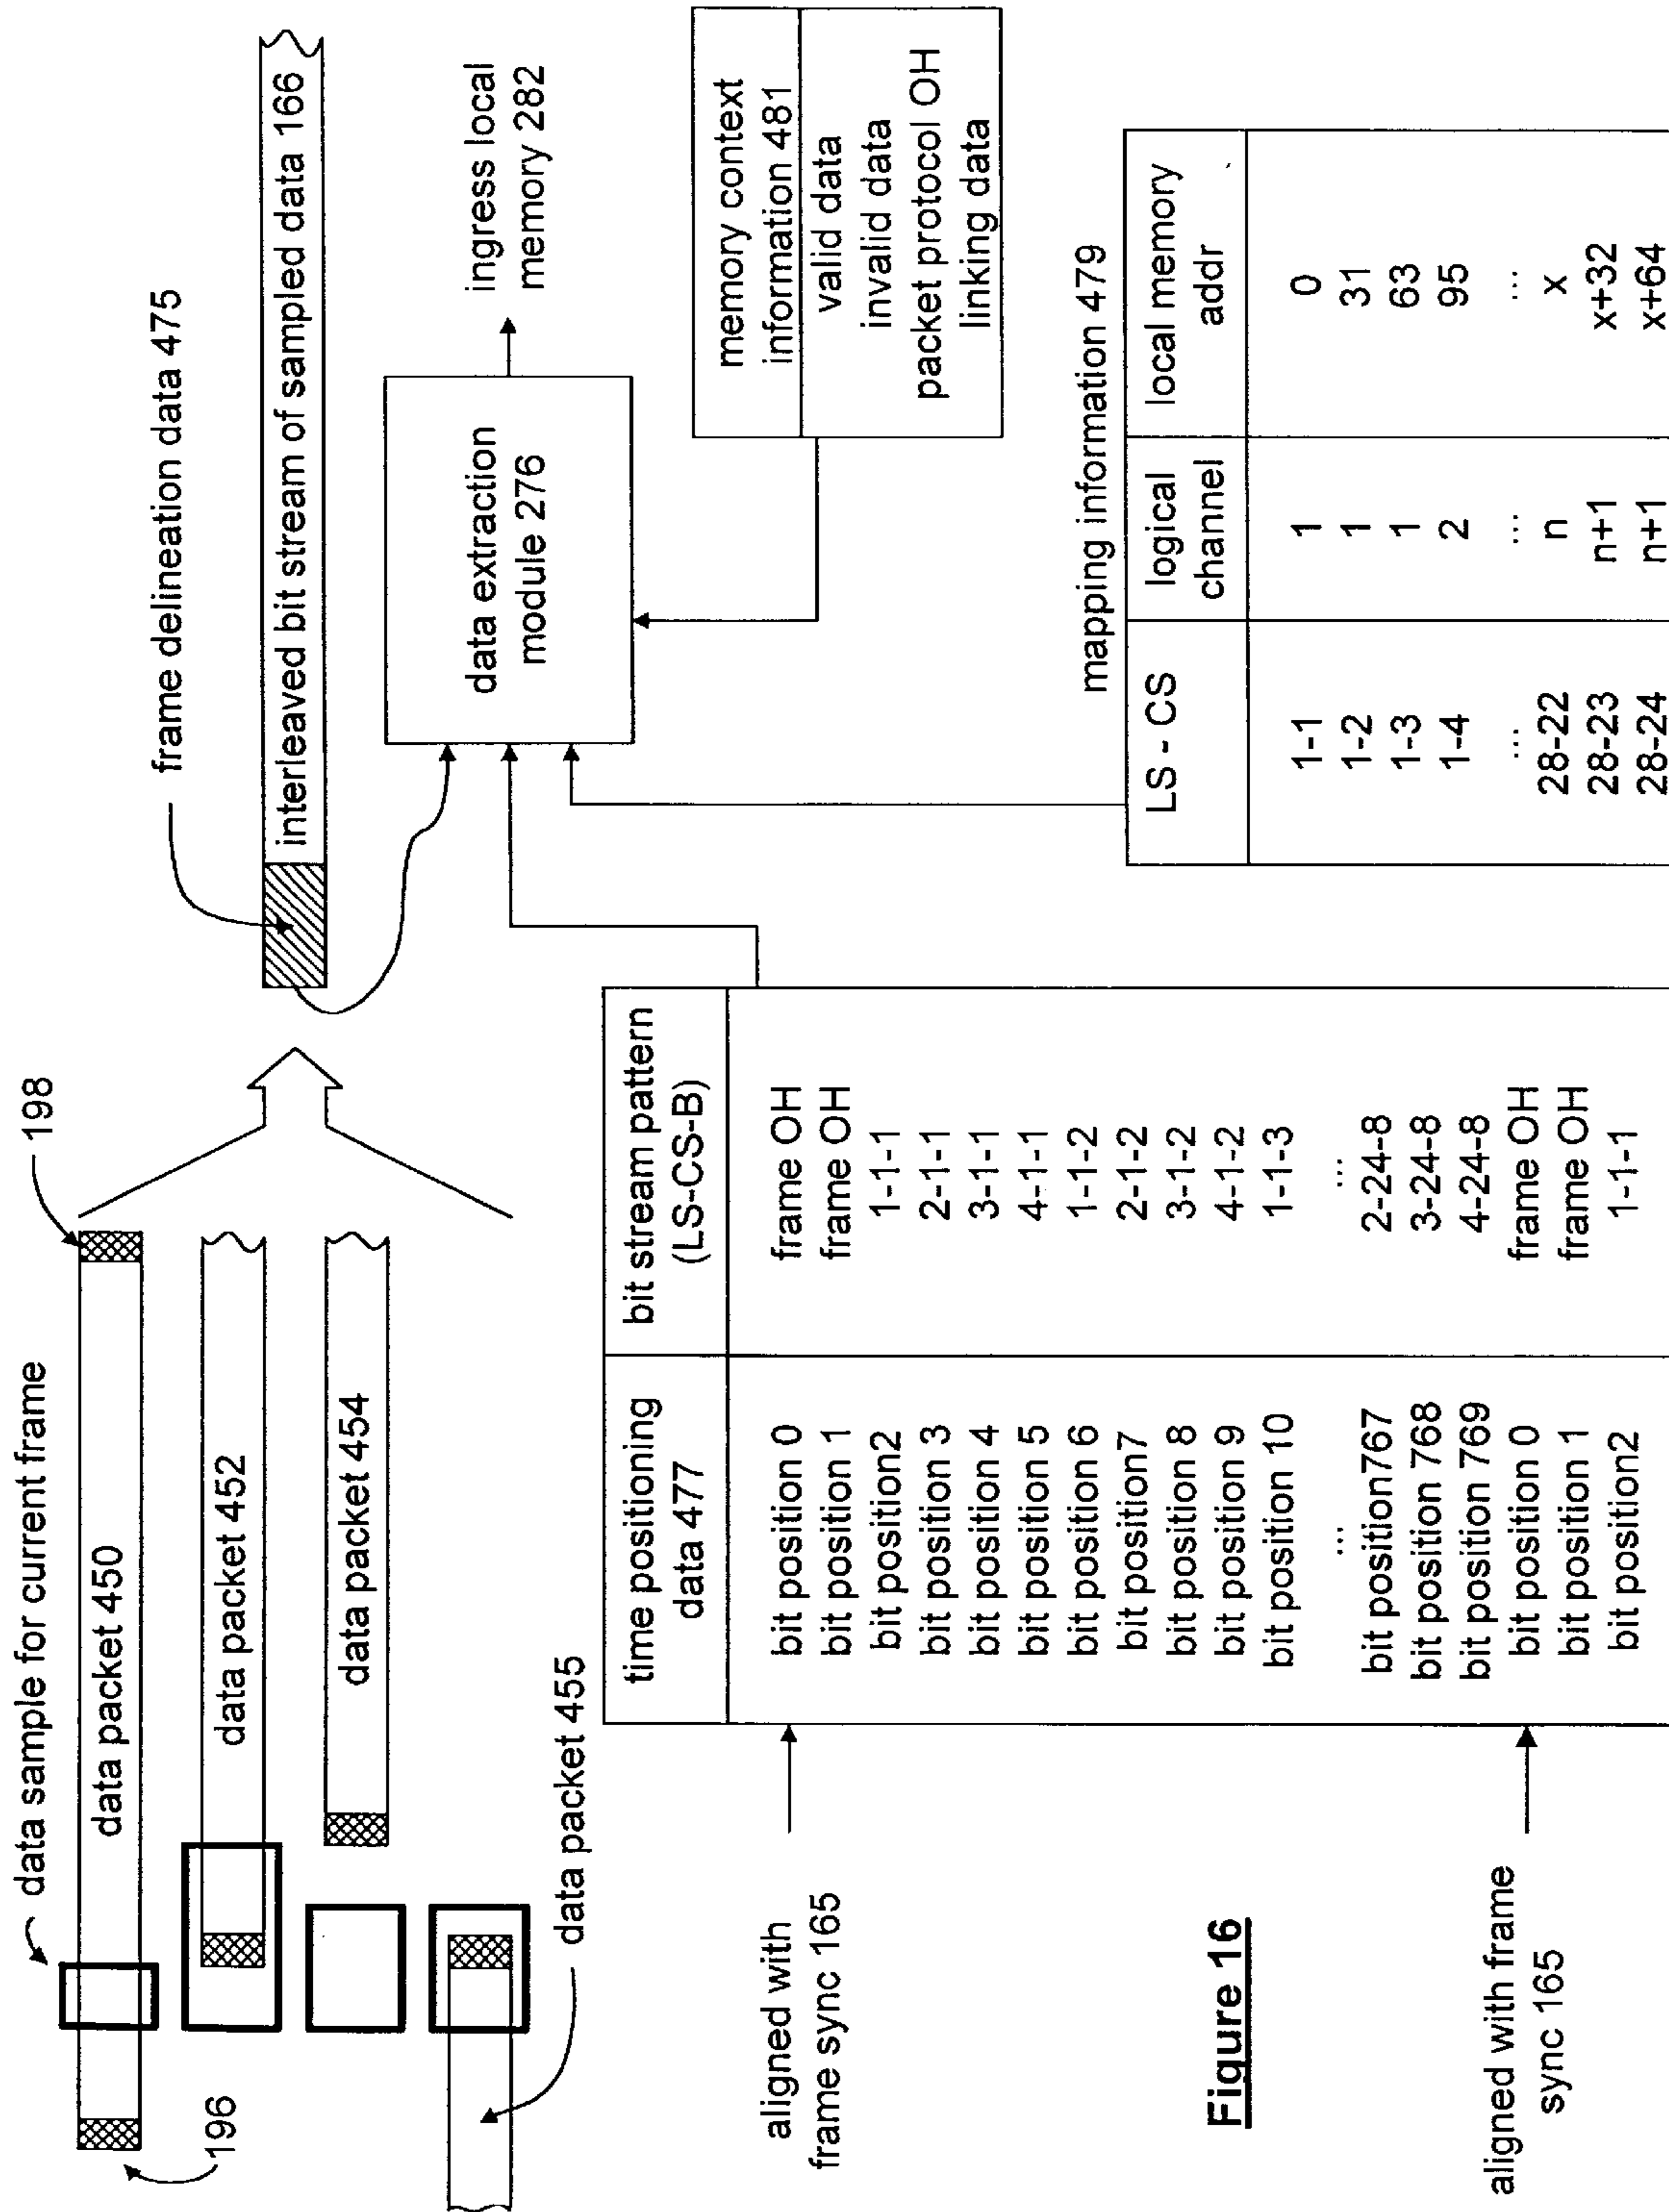 data sample for current frame
198
data packet 450
196
data packet 452
data packet 454
data packet 455
frame delineation data 475
interleaved bit stream of sampled data 166
data extraction
module 276
ingress local
memory 282
memory context
information 481
valid data
invalid data
packet protocol OH
linking data
time positioning
data 477
bit stream pattern
(LS-CS-B)
bit position 0 frame OH
bit position 1 frame OH
bit position2 1-1-1
bit position 3 2-1-1
bit position 4 3-1-1
bit position 5 4-1-1
bit position 6 1-1-2
bit position7 2-1-2
bit position 8 3-1-2
bit position 9 4-1-2
bit position 10 1-1-3
... ...
bit position767 2-24-8
bit position 768 3-24-8
bit position 769 4-24-8
bit position 0 frame OH
bit position 1 frame OH
bit position2 1-1-1
aligned with
frame sync 165
aligned with frame
sync 165
mapping information 479
LS - CS
logical
channel
local memory
addr
1-1 1 0
1-2 1 31
1-3 1 63
1-4 2 95
... ... ...
28-22 n x
28-23 n+1 x+32
28-24 n+1 x+64
Figure 16